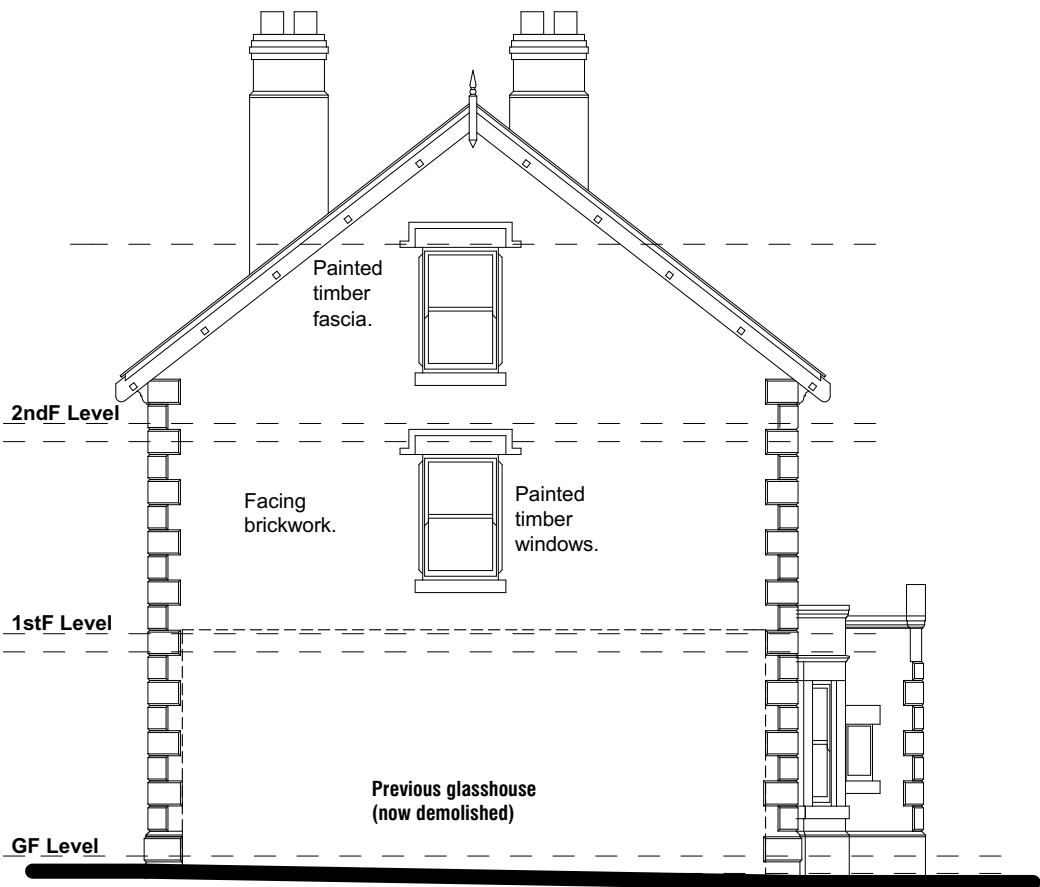 Painted
timber
fascia.
2ndF Level
Facing
brickwork.
Painted
timber
windows.
1stF Level
Previous glasshouse
(now demolished)
GF Level